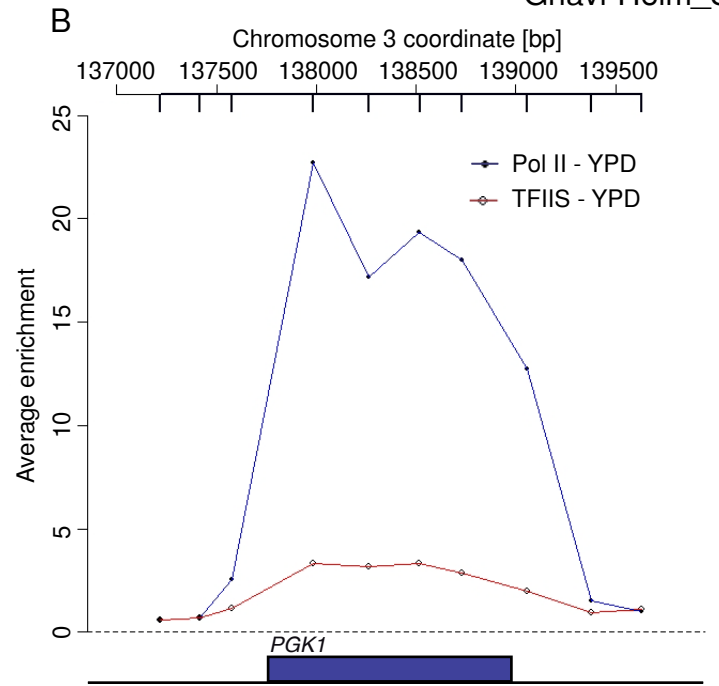 B
Chromosome 3 coordinate [bp]
137000 137500 138000 138500 139000 139500
25
20
15
10
5
0
Average enrichment
Pol II - YPD
TFIIS - YPD
PGK1